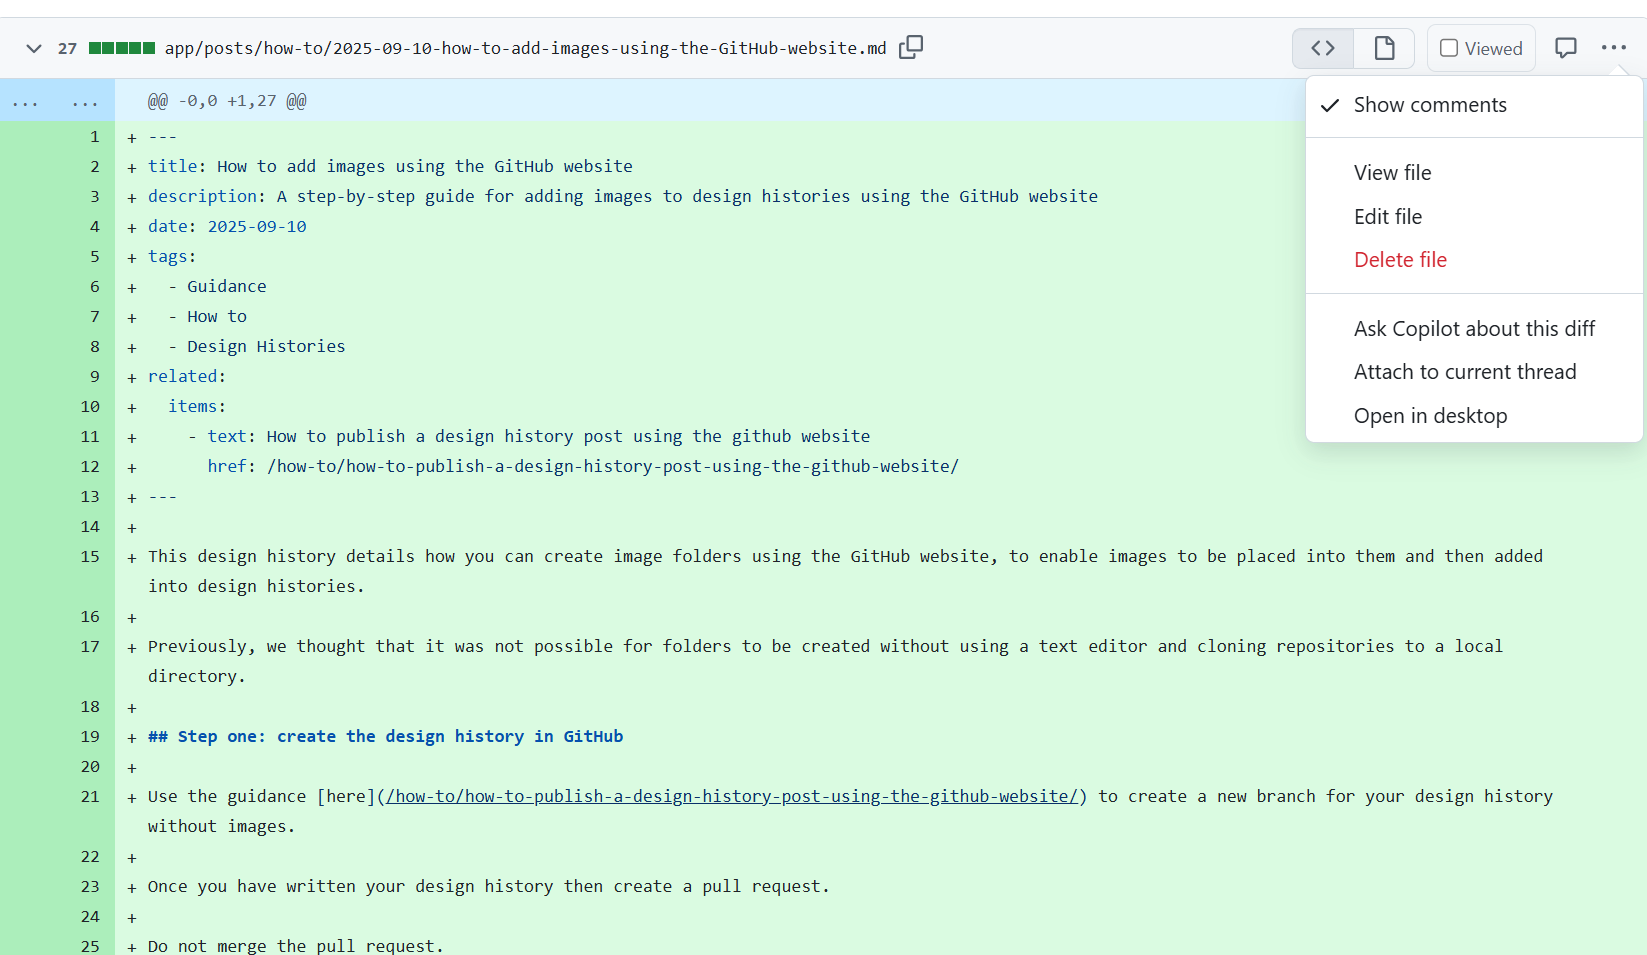 27 app/posts/how-to/2025-09-10-how-to-add-images-using-the-GitHub-website.md Viewed
... ... @@ -0,0 +1,27 @@
1 + ---
2 + title: How to add images using the GitHub website
3 + description: A step-by-step guide for adding images to design histories using the GitHub website
4 + date: 2025-09-10
5 + tags:
6 + - Guidance
7 + - How to
8 + - Design Histories
9 + related:
10 + items:
11 + - text: How to publish a design history post using the github website
12 + href: /how-to/how-to-publish-a-design-history-post-using-the-github-website/
13 + ---
14 +
15 + This design history details how you can create image folders using the GitHub website, to enable images to be placed into them and then added
into design histories.
16 +
17 + Previously, we thought that it was not possible for folders to be created without using a text editor and cloning repositories to a local
directory.
18 +
19 + ## Step one: create the design history in GitHub
20 +
21 + Use the guidance [here](/how-to/how-to-publish-a-design-history-post-using-the-github-website/) to create a new branch for your design history
without images.
22 +
23 + Once you have written your design history then create a pull request.
24 +
25 + Do not merge the pull request.
Show comments
View file
Edit file
Delete file
Ask Copilot about this diff
Attach to current thread
Open in desktop